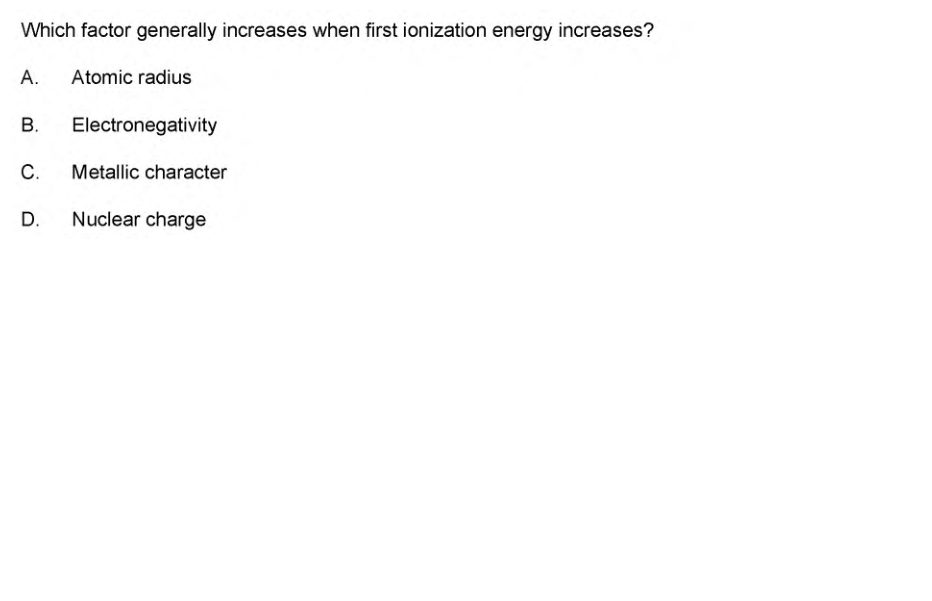 Which factor generally increases when first ionization energy increases?
A. Atomic radius
B. Electronegativity
C. Metallic character
D. Nuclear charge